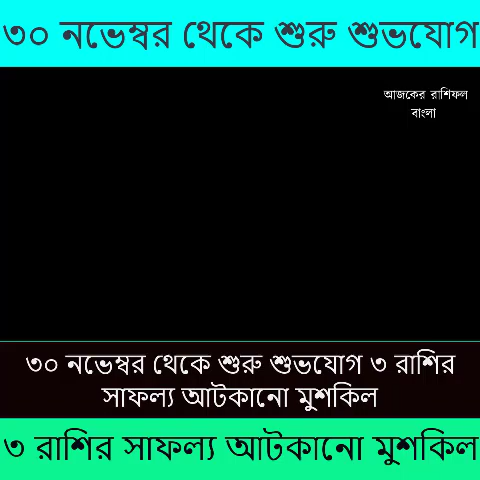 ৩০ নভেম্বর থেকে শুরু শুভযোগ
আজকের রাশিফল
বাংলা
৩০ নভেম্বর থেকে শুরু শুভযোগ ৩ রাশির
সাফল্য আটকানো মুশকিল
৩ রাশির সাফল্য আটকানো মুশকিল